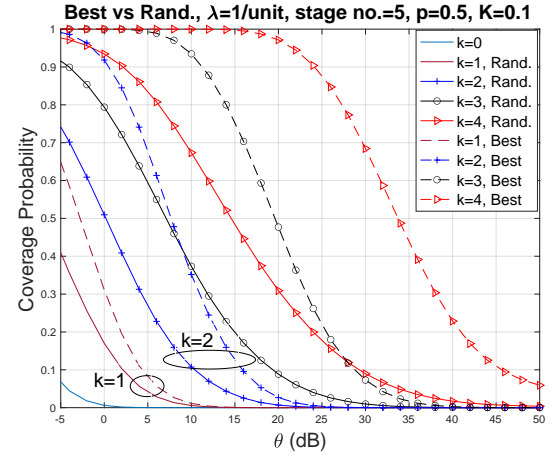 Best vs Rand., λ=1/unit, stage no.=5, p=0.5, K=0.1
Coverage Probability
1
0.9
0.8
0.7
0.6
0.5
0.4
0.3
0.2
0.1
0
k=0
k=1, Rand.
k=2, Rand.
k=3, Rand.
k=4, Rand.
k=1, Best
k=2, Best
k=3, Best
k=4, Best
k=2
k=1
-5 0 5 10 15 20 25 30 35 40 45 50
θ (dB)